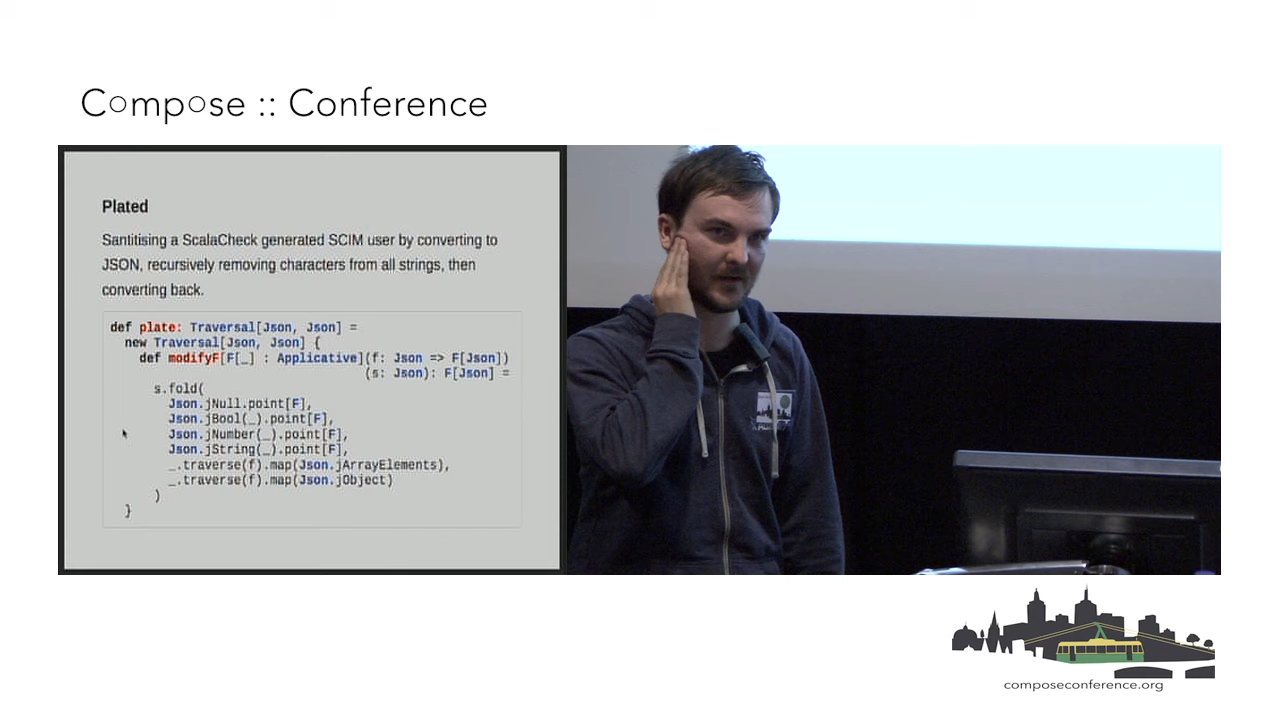 Compose :: Conference
Plated
Santitising a ScalaCheck generated SCIM user by converting to
JSON, recursively removing characters from all strings, then
converting back.
def plate: Traversal[Json, Json] =
new Traversal[Json, Json] {
def modifyF[F[_] : Applicative](f: Json => F[Json])
(s: Json): F[Json] =
s.fold(
Json.jNull.point[F],
Json.jBool(_).point[F],
Json.jNumber(_).point[F],
Json.jString(_).point[F],
_.traverse(f).map(Json.jArrayElements),
_.traverse(f).map(Json.jObject)
)
}
composeconference.org